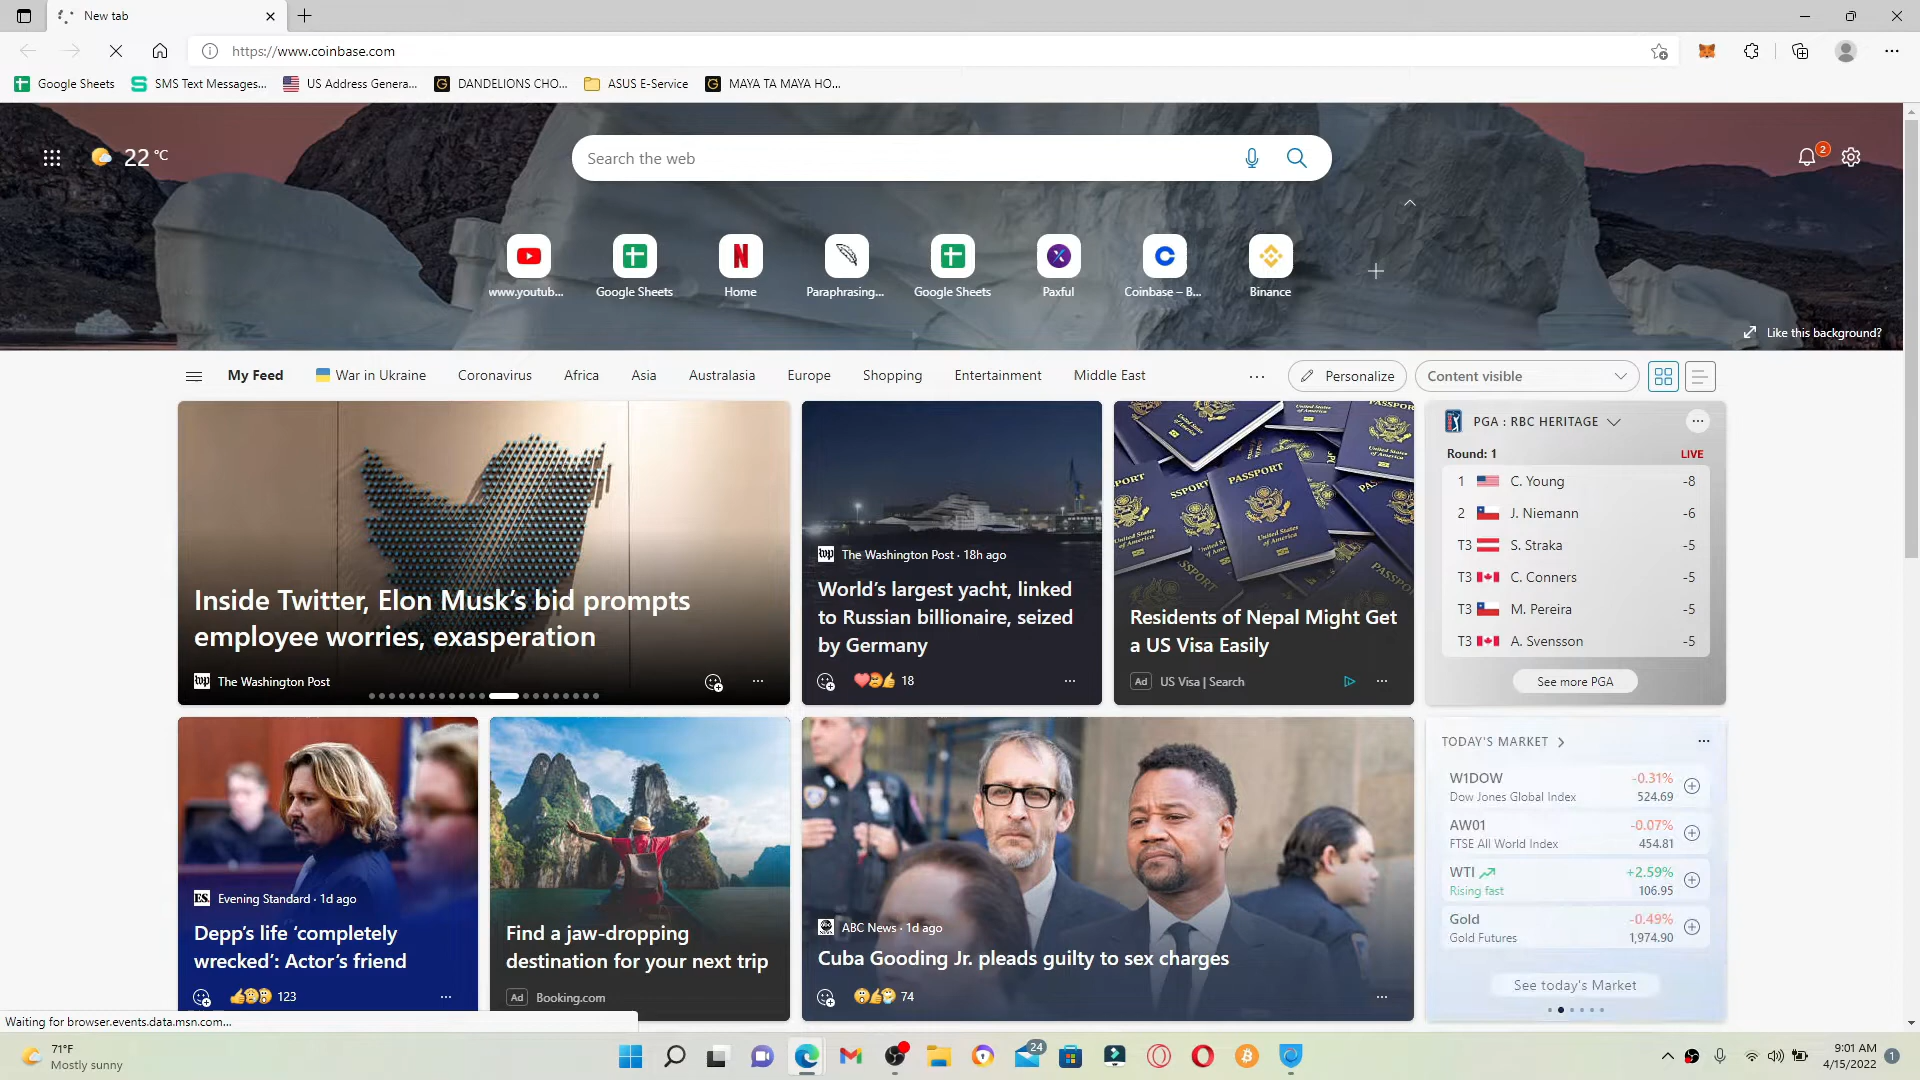 New tab
https://www.coinbase.com
Google Sheets
SMS Text Messages...
US Address Genera...
DANDELIONS CHO...
ASUS E-Service
MAYA TA MAYA HO...
22 °C
Search the web
2
www.youtub...
Google Sheets
Home
Paraphrasing...
Google Sheets
Paxful
Coinbase – B...
Binance
Like this background?
My Feed
War in Ukraine
Coronavirus
Africa
Asia
Australasia
Europe
Shopping
Entertainment
Middle East
Personalize
Content visible
Inside Twitter, Elon Musk’s bid prompts
employee worries, exasperation
The Washington Post
The Washington Post · 18h ago
World’s largest yacht, linked
to Russian billionaire, seized
by Germany
18
PASSPORT
Residents of Nepal Might Get
a US Visa Easily
Ad US Visa | Search
PGA : RBC HERITAGE
Round: 1 LIVE
1 C. Young -8
2 J. Niemann -6
T3 S. Straka -5
T3 C. Conners -5
T3 M. Pereira -5
T3 A. Svensson -5
See more PGA
Evening Standard · 1d ago
Depp’s life ‘completely
wrecked’: Actor’s friend
123
Find a jaw-dropping
destination for your next trip
Ad Booking.com
ABC News · 1d ago
Cuba Gooding Jr. pleads guilty to sex charges
74
TODAY'S MARKET
W1DOW -0.31%
Dow Jones Global Index 524.69
AW01 -0.07%
FTSE All World Index 454.81
WTI +2.59%
Rising fast 106.95
Gold -0.49%
Gold Futures 1,974.90
See today's Market
Waiting for browser.events.data.msn.com...
71°F
Mostly sunny
24
9:01 AM
4/15/2022
1